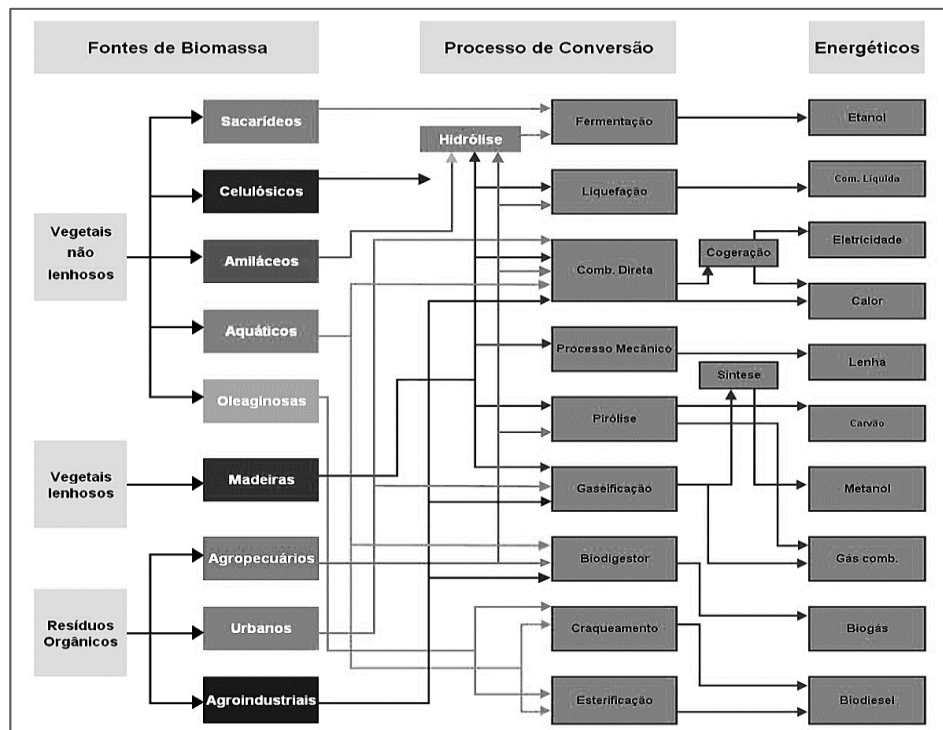 Fontes de Biomassa
Processo de Conversão
Energéticos
Vegetais
não
lenhosos
Sacarídeos
Celulósicos
Amiláceos
Aquáticos
Oleaginosas
Vegetais
lenhosos
Madeiras
Resíduos
Orgânicos
Agropecuários
Urbanos
Agroindustriais
Hidrólise
Fermentação
Liquefação
Comb. Direta
Processo Mecânico
Pirólise
Gaseificação
Biodigestor
Craqueamento
Esterificação
Cogeração
Síntese
Etanol
Com. Líquida
Eletricidade
Calor
Lenha
Carvão
Metanol
Gás comb.
Biogás
Biodiesel